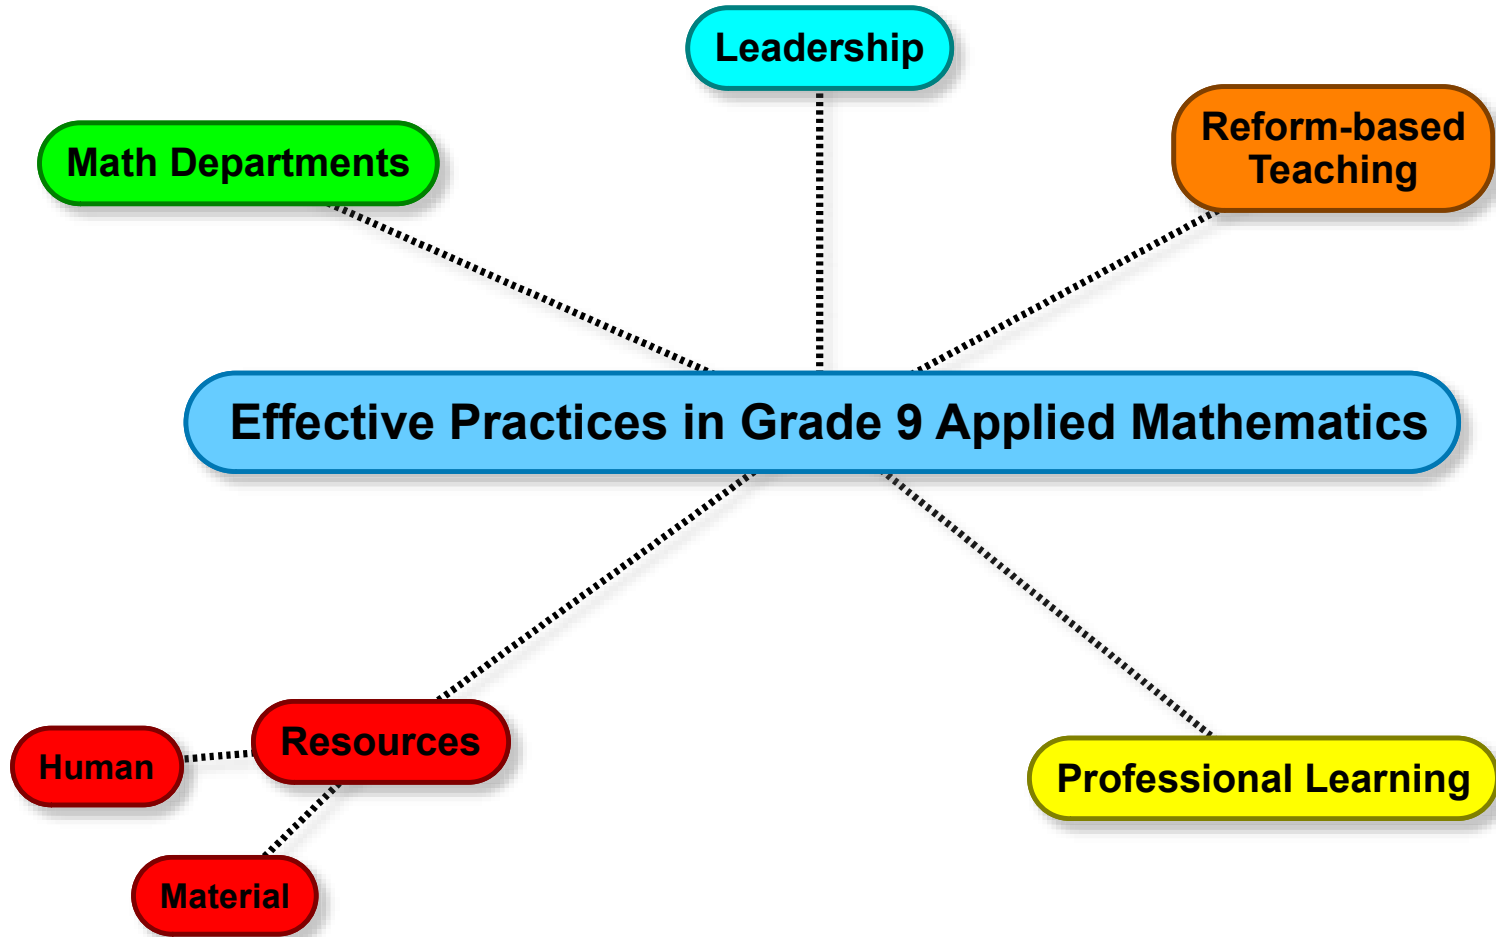 Leadership
Math Departments
Reform-based
Teaching
Effective Practices in Grade 9 Applied Mathematics
Resources
Human
Professional Learning
Material